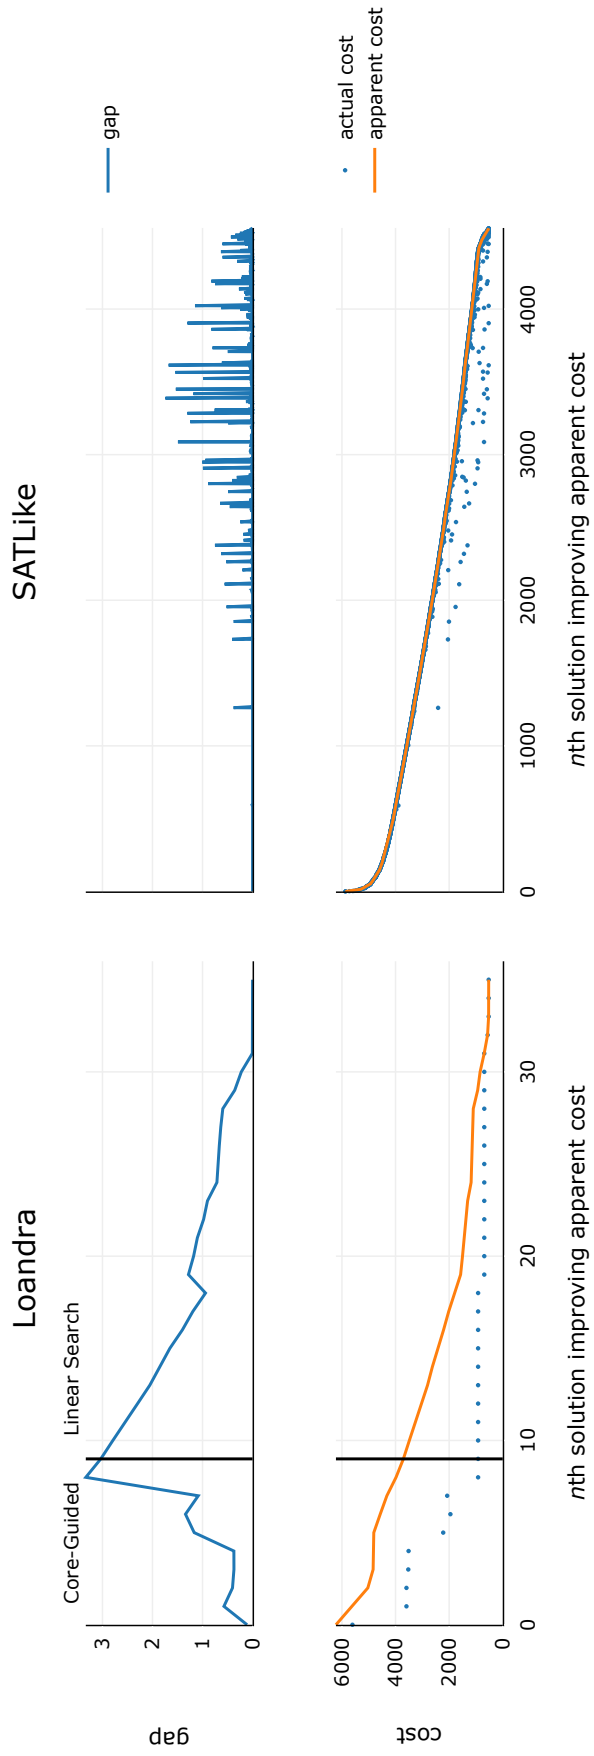 Loandra
SATLike
Core-Guided
Linear Search
gap
3
2
1
0
gap
cost
6000
4000
2000
0
0
10
20
30
nth solution improving apparent cost
0
1000
2000
3000
4000
nth solution improving apparent cost
actual cost
apparent cost